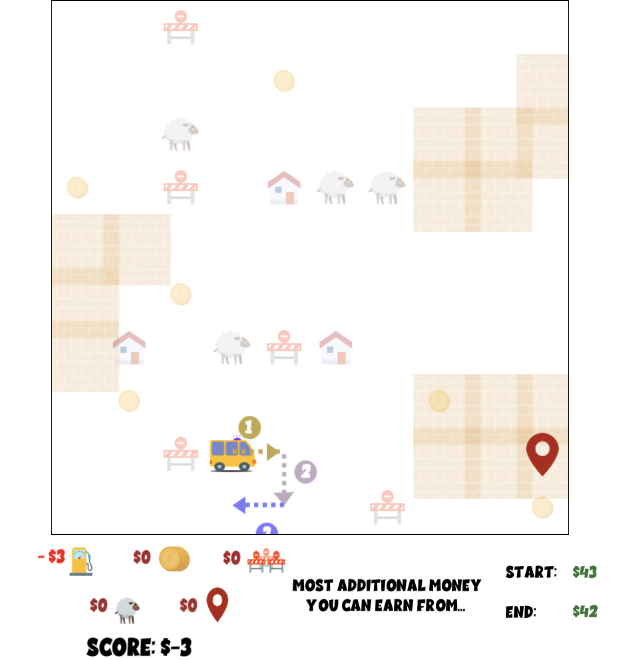 1
2
- $3
$0
$0
$0
$0
MOST ADDITIONAL MONEY
YOU CAN EARN FROM...
START: $43
END: $42
SCORE: $-3